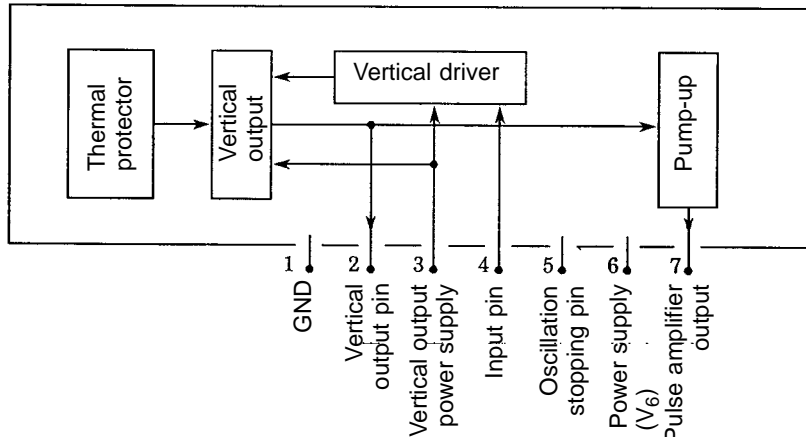 Vertical driver
Thermal
protector
Vertical
output
Pump-up
1
2
3
4
5
6
7
GND
Vertical
output pin
Vertical output
power supply
Input pin
Oscillation
stopping pin
Power supply
(V6)
Pulse amplifier
output